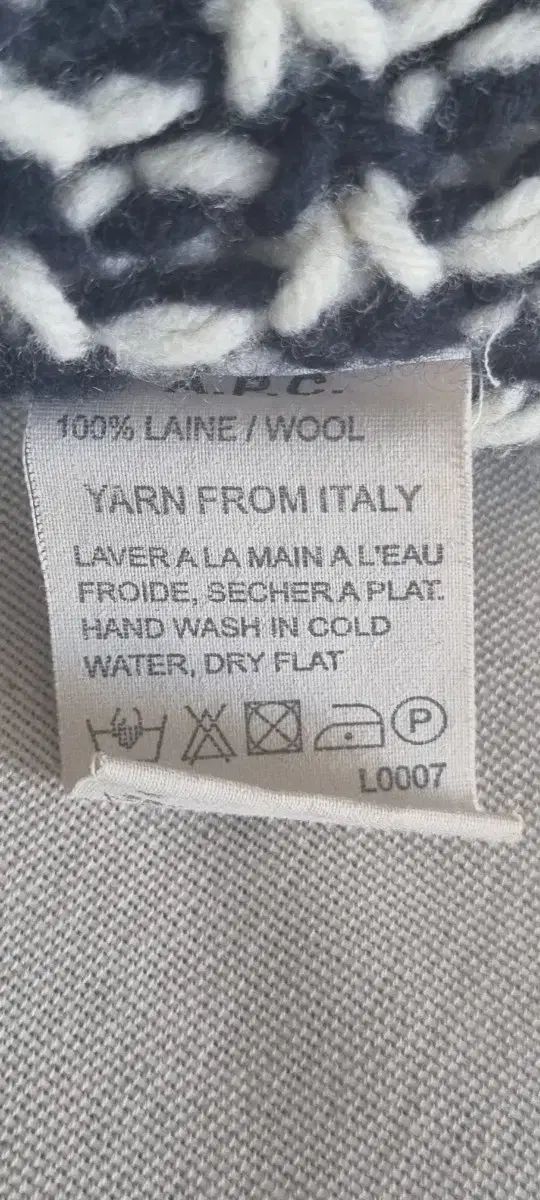 A.P.C.
100% LAINE / WOOL
YARN FROM ITALY
LAVER A LA MAIN A L'EAU
FROIDE, SECHER A PLAT.
HAND WASH IN COLD
WATER, DRY FLAT
P
L0007